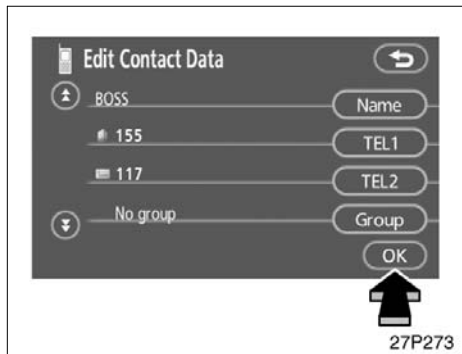 Edit Contact Data
BOSS Name
155 TEL1
117 TEL2
No group Group
OK
27P273